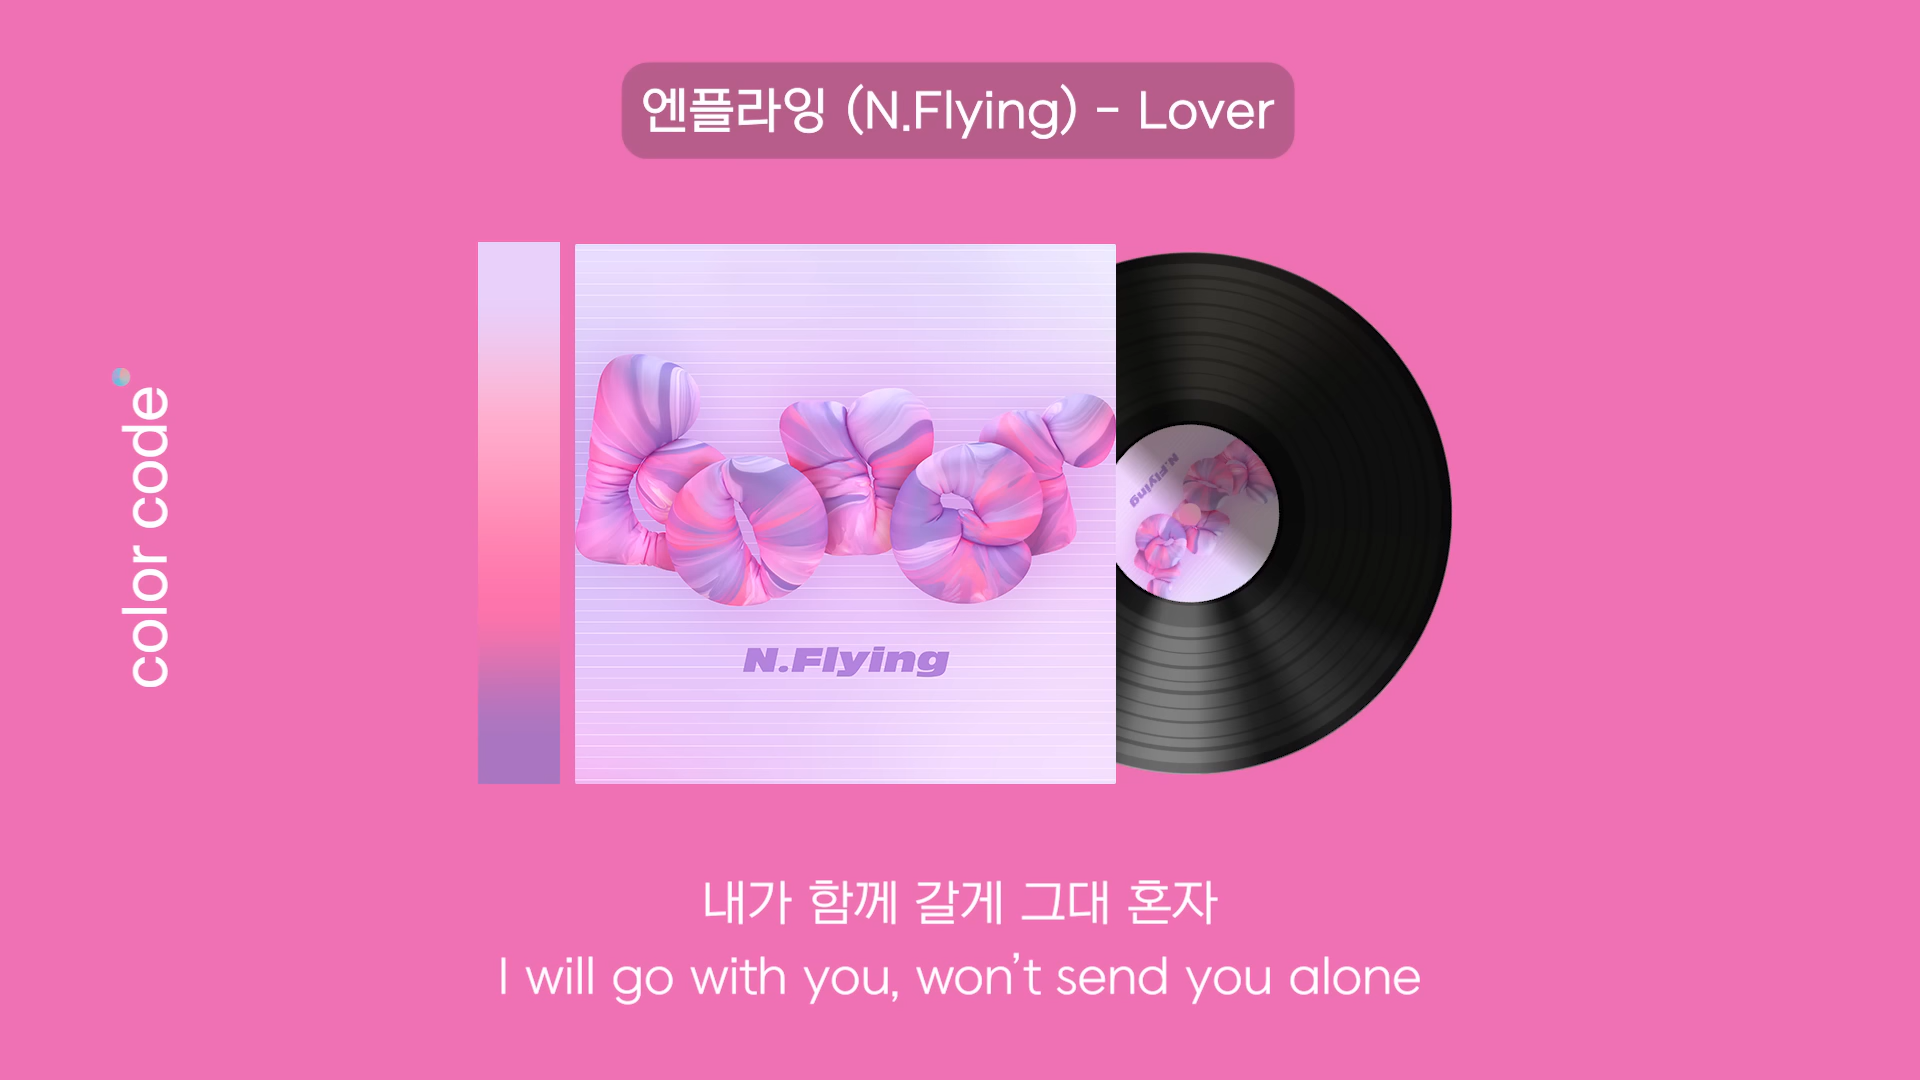 엔플라잉 (N.Flying) - Lover
color code
Lover
N.Flying
N.Flying
내가 함께 갈게 그대 혼자
I will go with you, won't send you alone